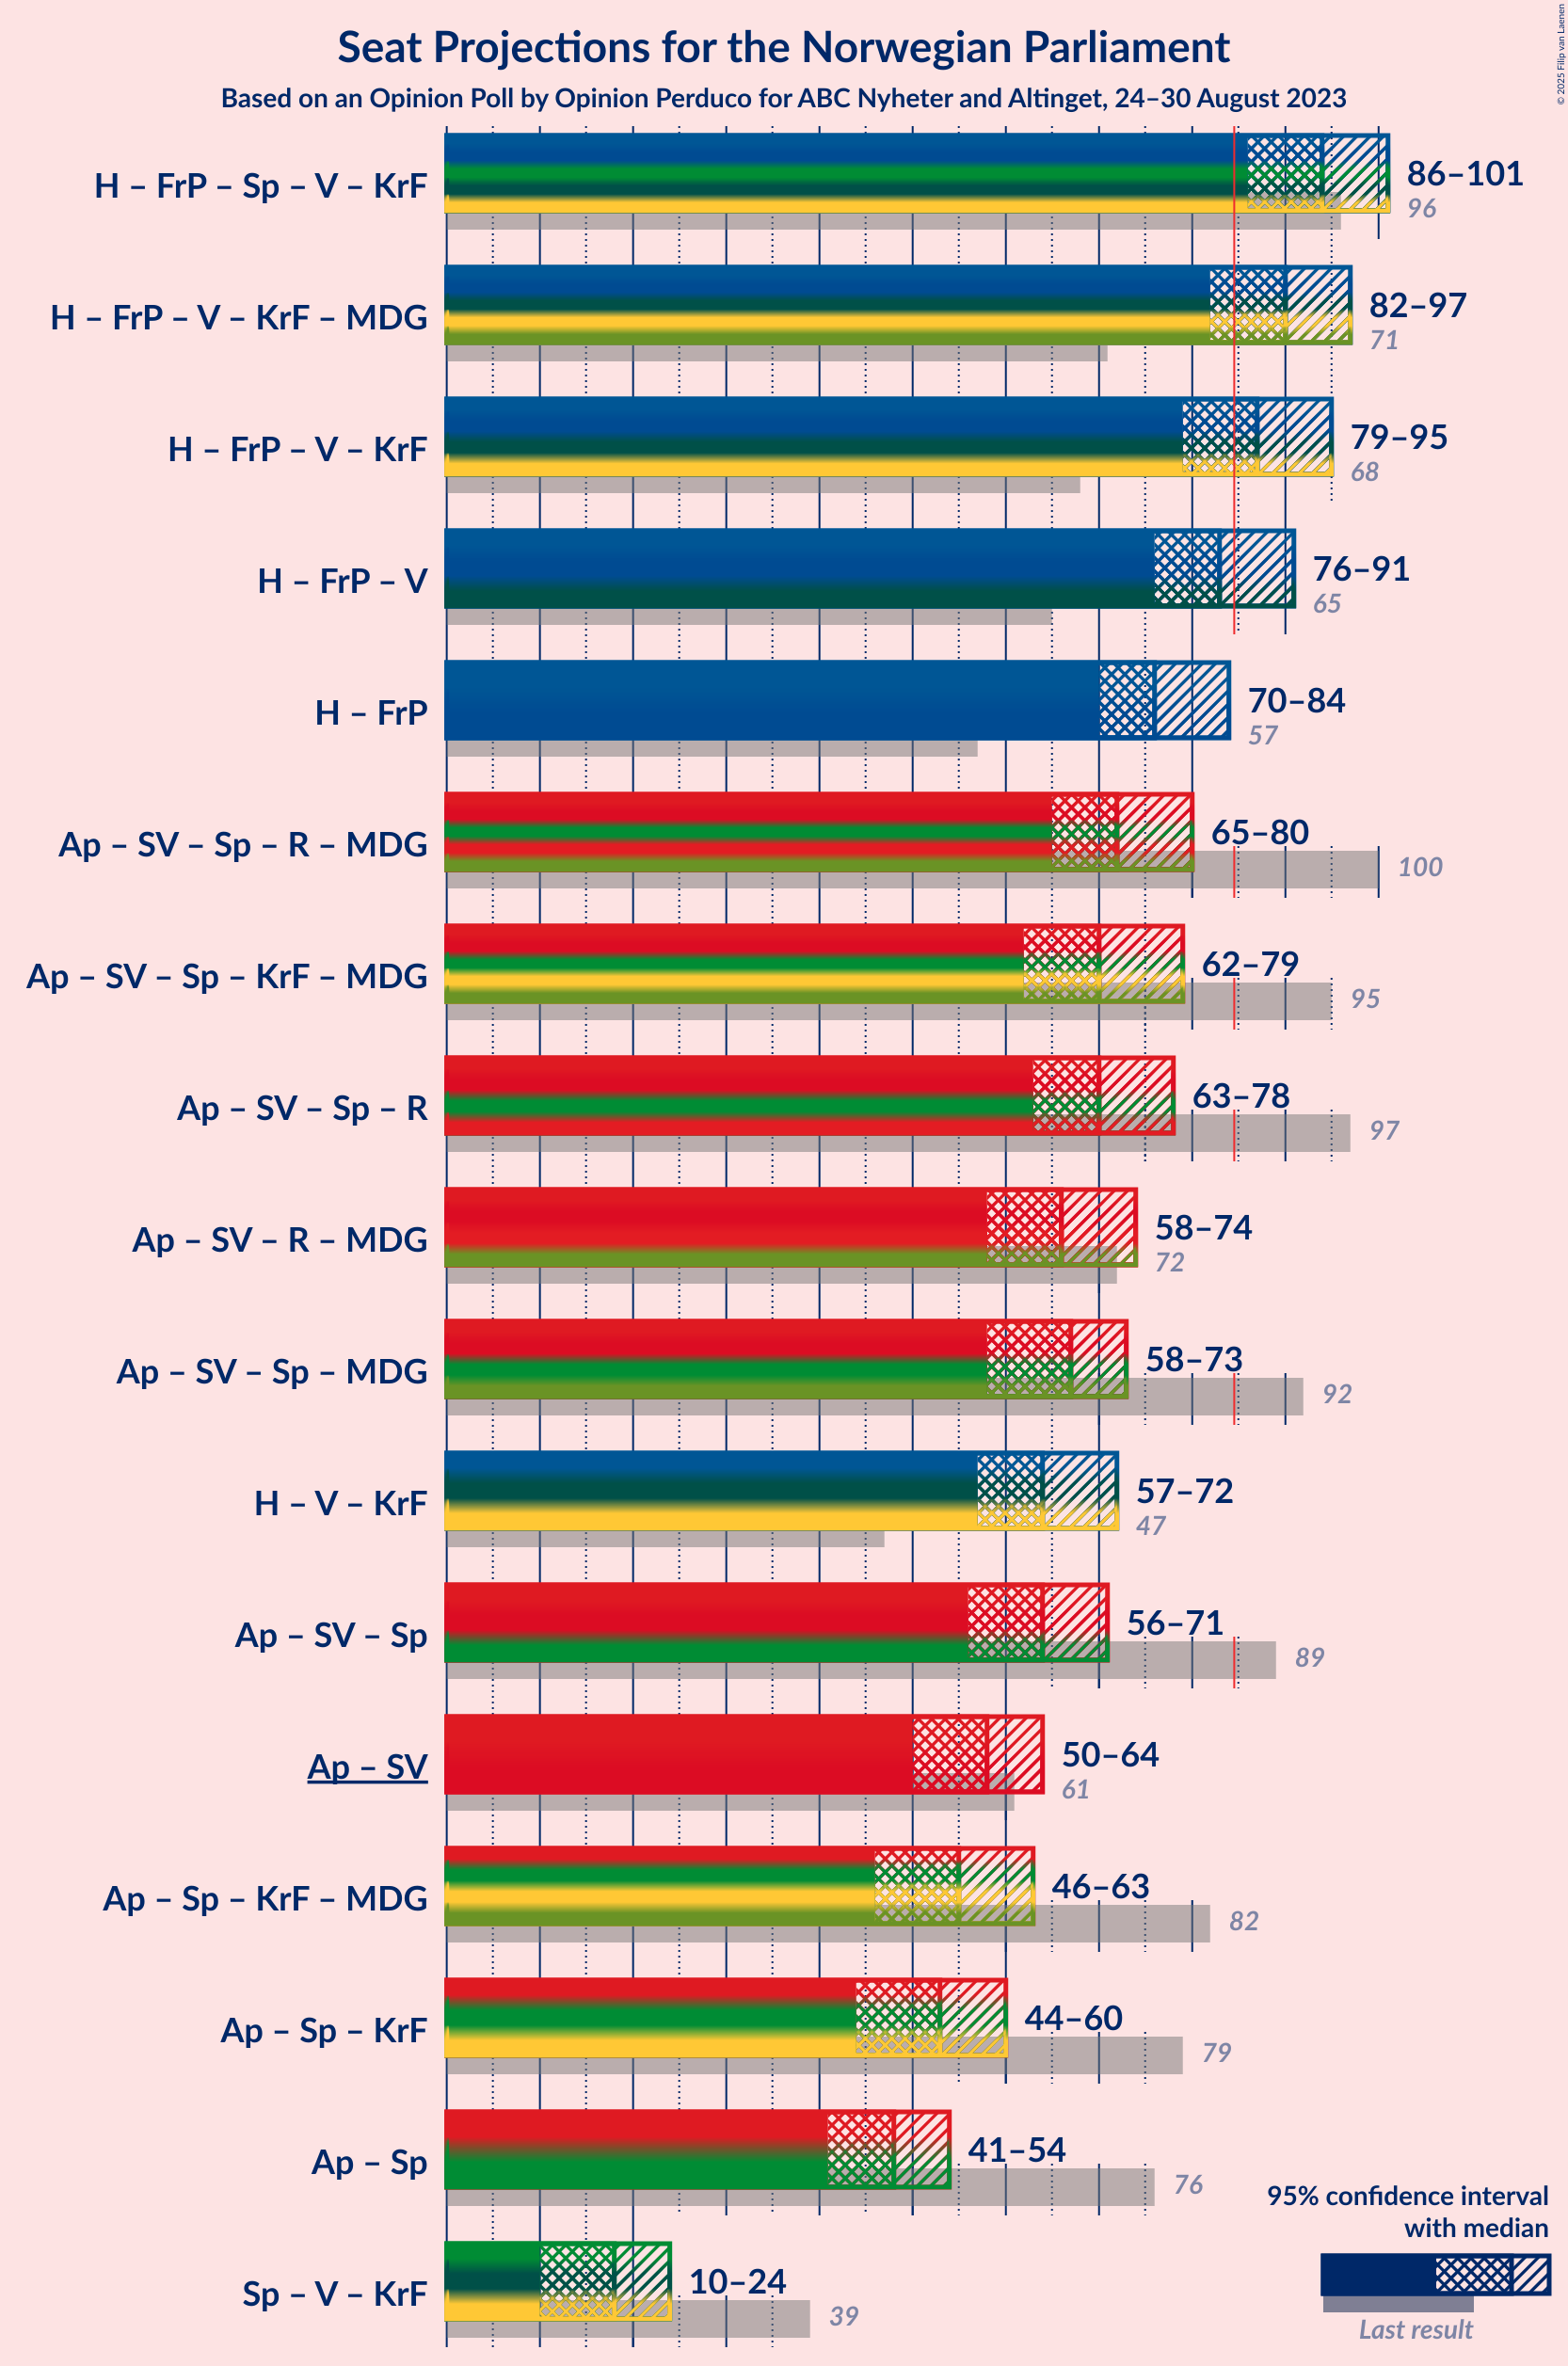 Seat Projections for the Norwegian Parliament
Based on an Opinion Poll by Opinion Perduco for ABC Nyheter and Altinget, 24–30 August 2023
© 2025 Filip van Laenen
H – FrP – Sp – V – KrF
86–101
96
H – FrP – V – KrF – MDG
82–97
71
H – FrP – V – KrF
79–95
68
H – FrP – V
76–91
65
H – FrP
70–84
57
Ap – SV – Sp – R – MDG
65–80
100
Ap – SV – Sp – KrF – MDG
62–79
95
Ap – SV – Sp – R
63–78
97
Ap – SV – R – MDG
58–74
72
Ap – SV – Sp – MDG
58–73
92
H – V – KrF
57–72
47
Ap – SV – Sp
56–71
89
Ap – SV
50–64
61
Ap – Sp – KrF – MDG
46–63
82
Ap – Sp – KrF
44–60
79
Ap – Sp
41–54
76
Sp – V – KrF
10–24
39
95% confidence interval
with median
Last result